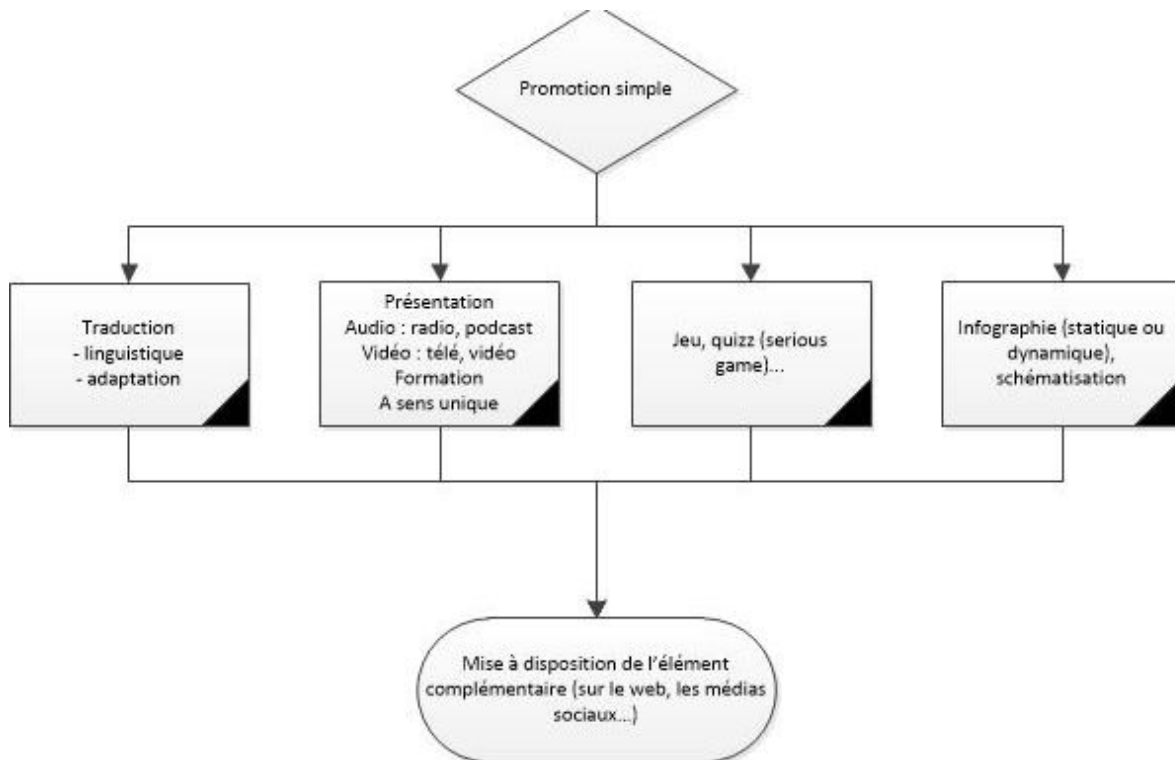 Promotion simple
Traduction
- linguistique
- adaptation
Présentation
Audio : radio, podcast
Vidéo : télé, vidéo
Formation
A sens unique
Jeu, quizz (serious
game)...
Infographie (statique ou
dynamique),
schématisation
Mise à disposition de l'élément
complémentaire (sur le web, les médias
sociaux...)